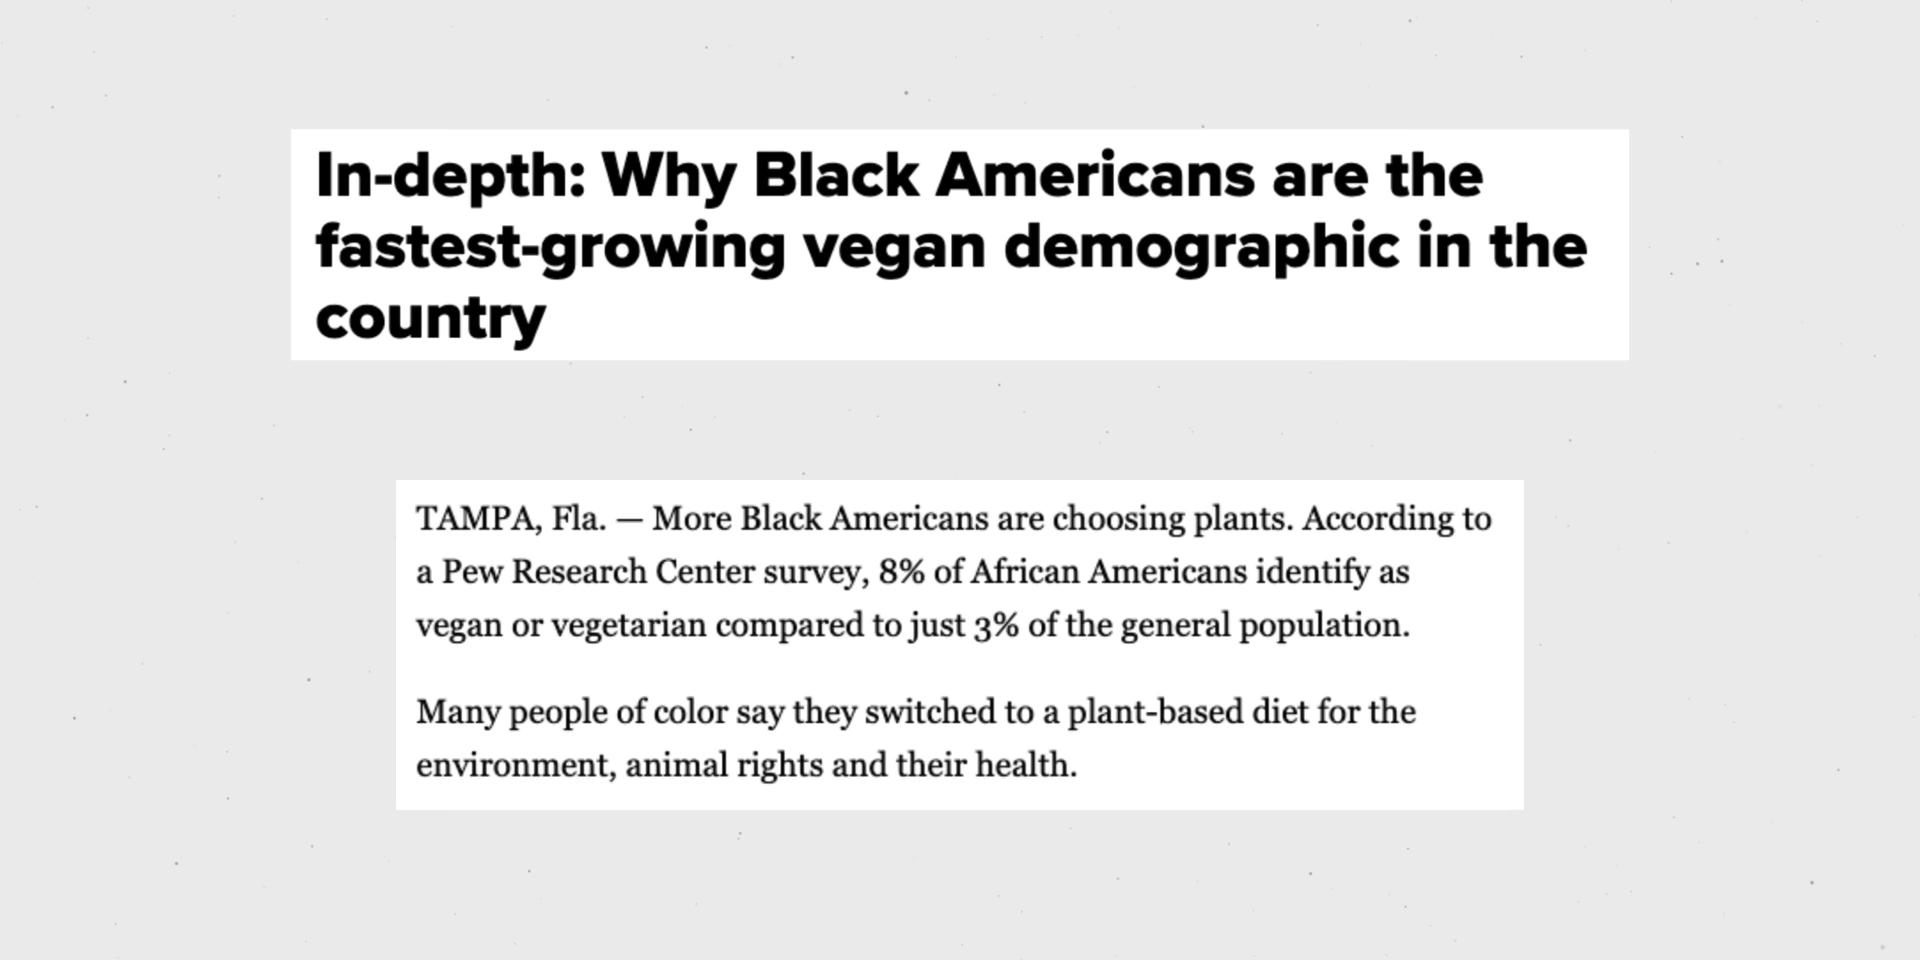 In-depth: Why Black Americans are the
fastest-growing vegan demographic in the
country
TAMPA, Fla. — More Black Americans are choosing plants. According to
a Pew Research Center survey, 8% of African Americans identify as
vegan or vegetarian compared to just 3% of the general population.
Many people of color say they switched to a plant-based diet for the
environment, animal rights and their health.